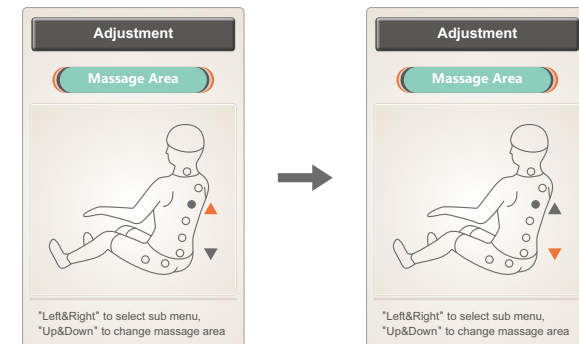 Adjustment
Massage Area
"Left&Right" to select sub menu,
"Up&Down" to change massage area
Adjustment
Massage Area
"Left&Right" to select sub menu,
"Up&Down" to change massage area